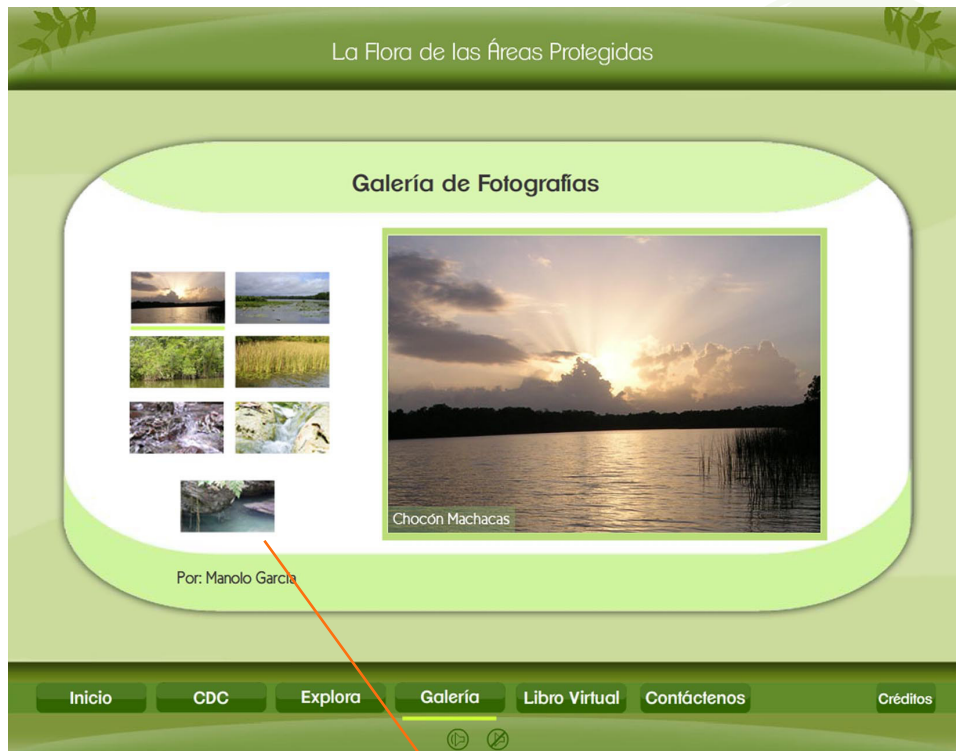 La Flora de las Áreas Protegidas
Galería de Fotografías
Chocón Machacas
Por: Manolo García
Inicio
CDC
Explora
Galería
Libro Virtual
Contáctenos
Créditos